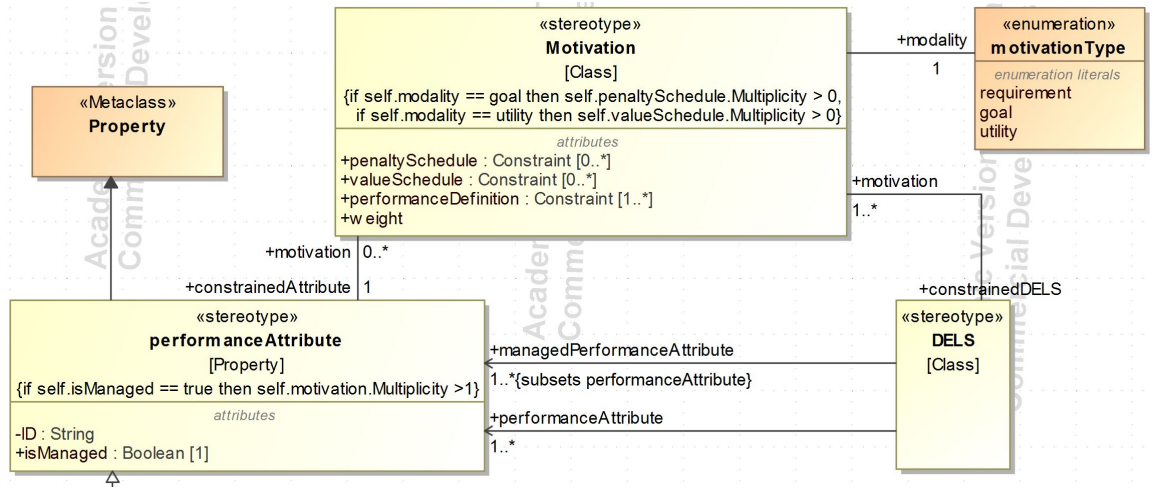 «stereotype»
Motivation
[Class]
{if self.modality == goal then self.penaltySchedule.Multiplicity > 0,
if self.modality == utility then self.valueSchedule.Multiplicity > 0}
attributes
+penaltySchedule : Constraint [0..*]
+valueSchedule : Constraint [0..*]
+performanceDefinition : Constraint [1..*]
+weight
+modality
1
«enumeration»
motivationType
enumeration literals
requirement
goal
utility
«Metaclass»
Property
+motivation
1..*
+motivation 0..*
+constrainedAttribute 1
+constrainedDELS
«stereotype»
performanceAttribute
[Property]
{if self.isManaged == true then self.motivation.Multiplicity >1}
attributes
-ID : String
+isManaged : Boolean [1]
+managedPerformanceAttribute
1..*{subsets performanceAttribute}
+performanceAttribute
1..*
«stereotype»
DELS
[Class]